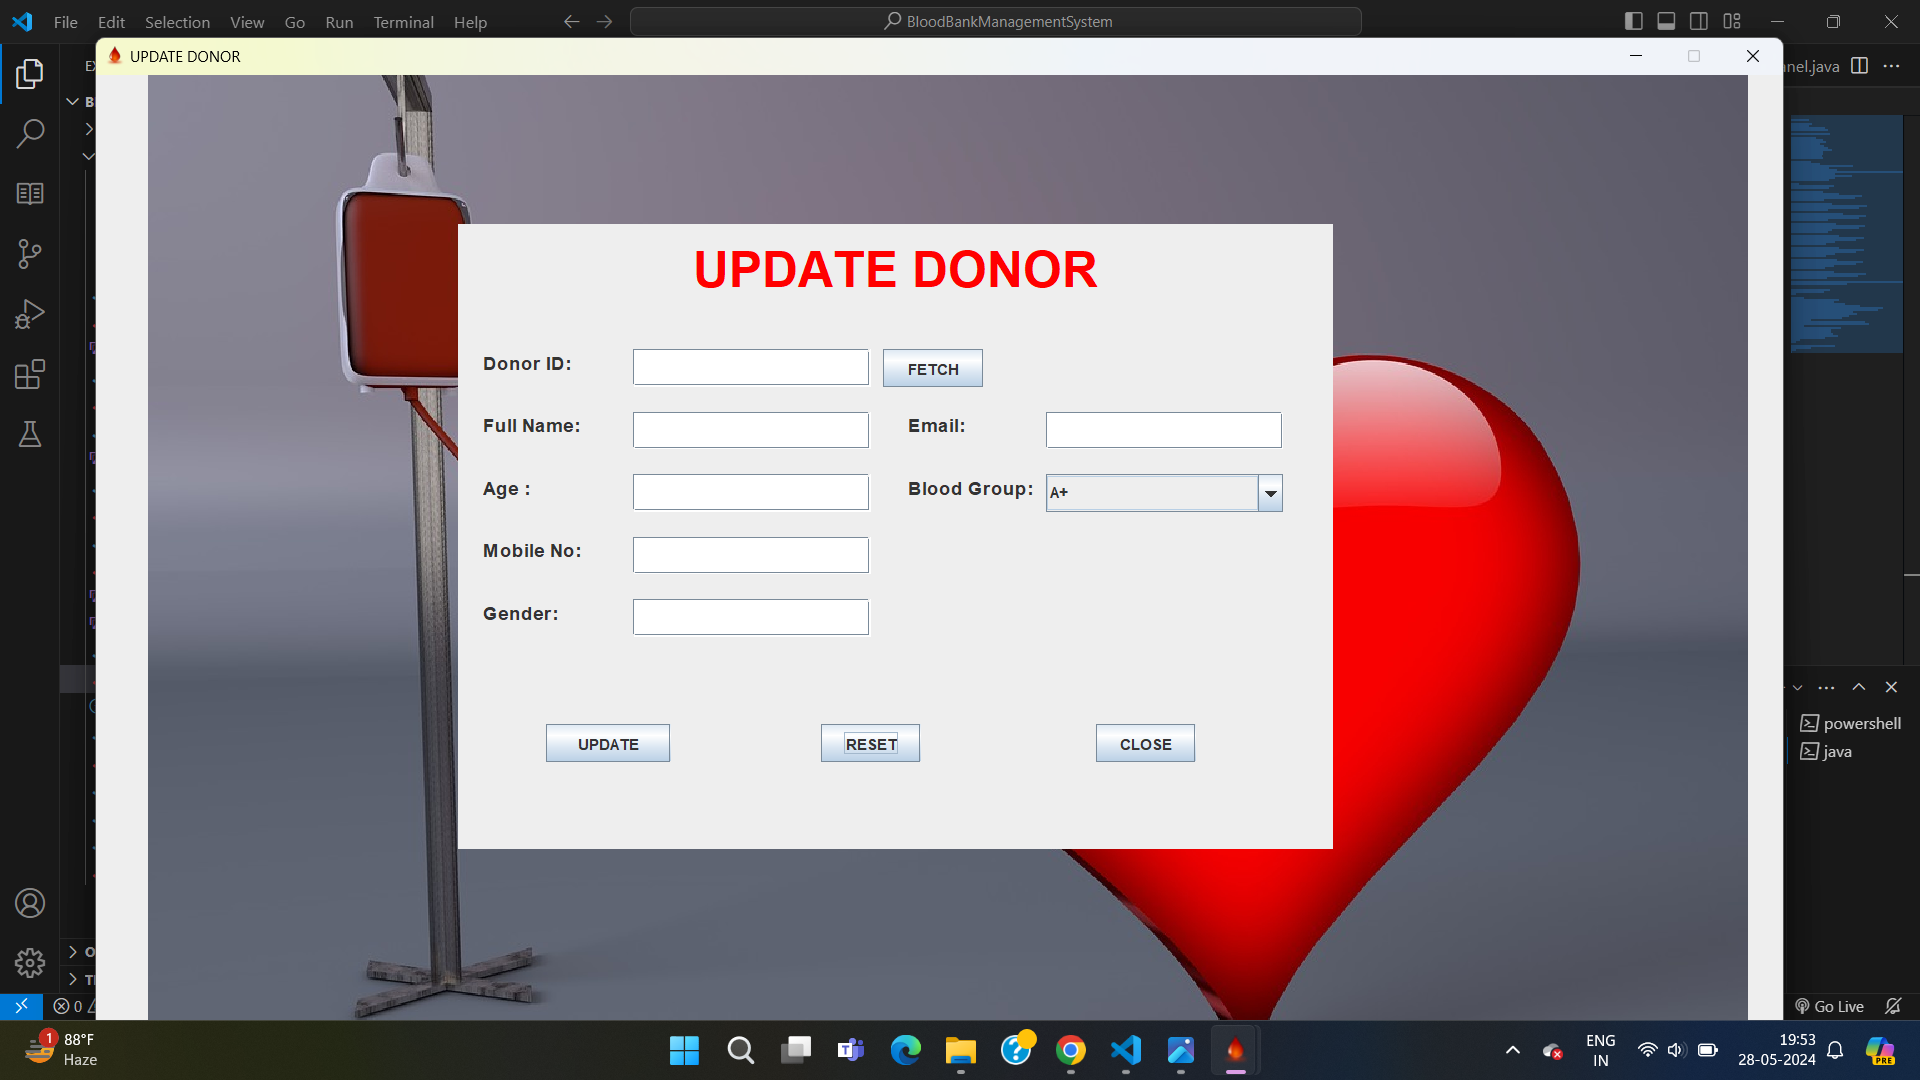 File Edit Selection View Go Run Terminal Help
BloodBankManagementSystem
UPDATE DONOR
nel.java
UPDATE DONOR
Donor ID:
FETCH
Full Name:
Email:
Age :
Blood Group:
A+
Mobile No:
Gender:
UPDATE
RESET
CLOSE
powershell
java
0
Go Live
1
88°F
Haze
ENG
IN
19:53
28-05-2024
PRE